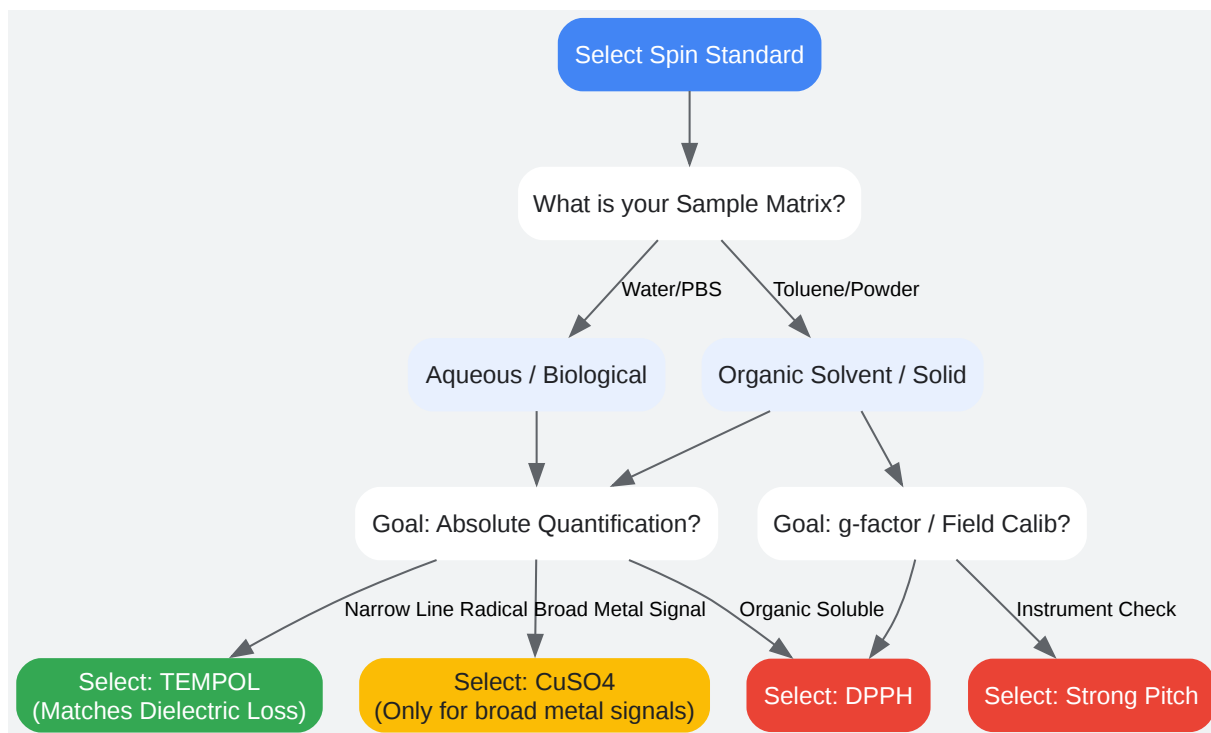 Select Spin Standard
What is your Sample Matrix?
Water/PBS
Toluene/Powder
Aqueous / Biological
Organic Solvent / Solid
Goal: Absolute Quantification?
Goal: g-factor / Field Calib?
Narrow Line Radical
Broad Metal Signal
Organic Soluble
Instrument Check
Select: TEMPOL
(Matches Dielectric Loss)
Select: CuSO4
(Only for broad metal signals)
Select: DPPH
Select: Strong Pitch